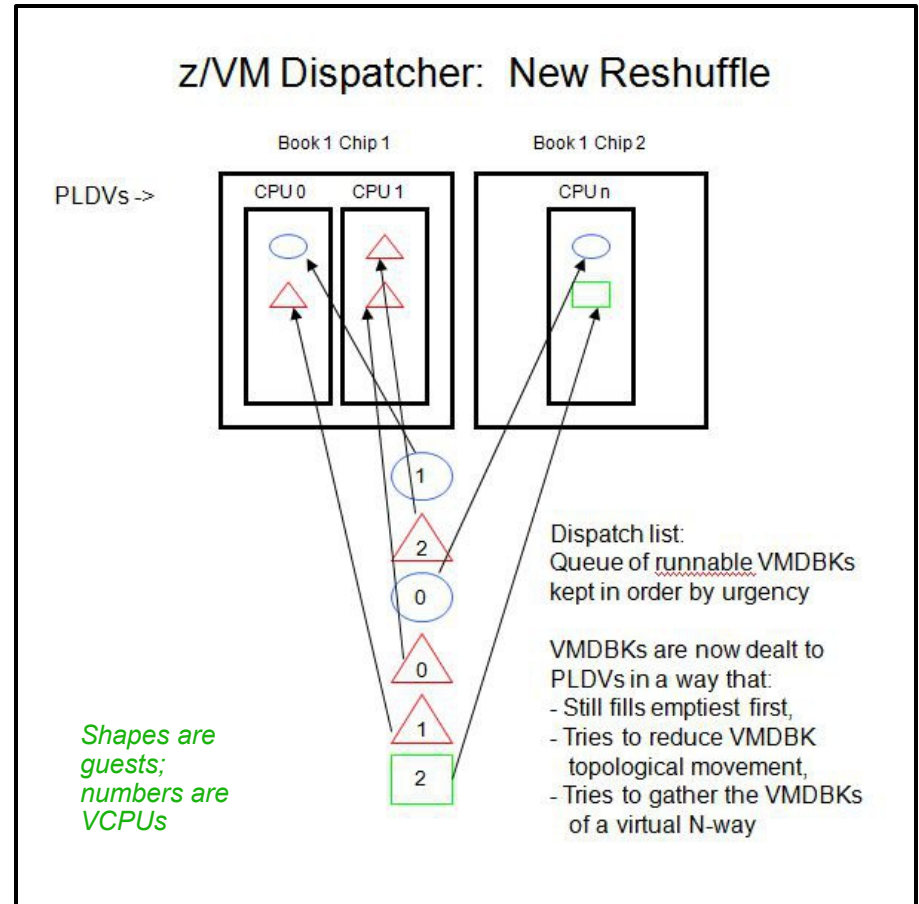 z/VM Dispatcher: New Reshuffle
Book 1 Chip 1
Book 1 Chip 2
PLDVs ->
CPU 0
CPU 1
CPU n
1
2
0
0
1
2
Dispatch list:
Queue of runnable VMDBKs
kept in order by urgency
VMDBKs are now dealt to
PLDVs in a way that:
- Still fills emptiest first,
- Tries to reduce VMDBK
topological movement,
- Tries to gather the VMDBKs
of a virtual N-way
Shapes are
guests;
numbers are
VCPUs